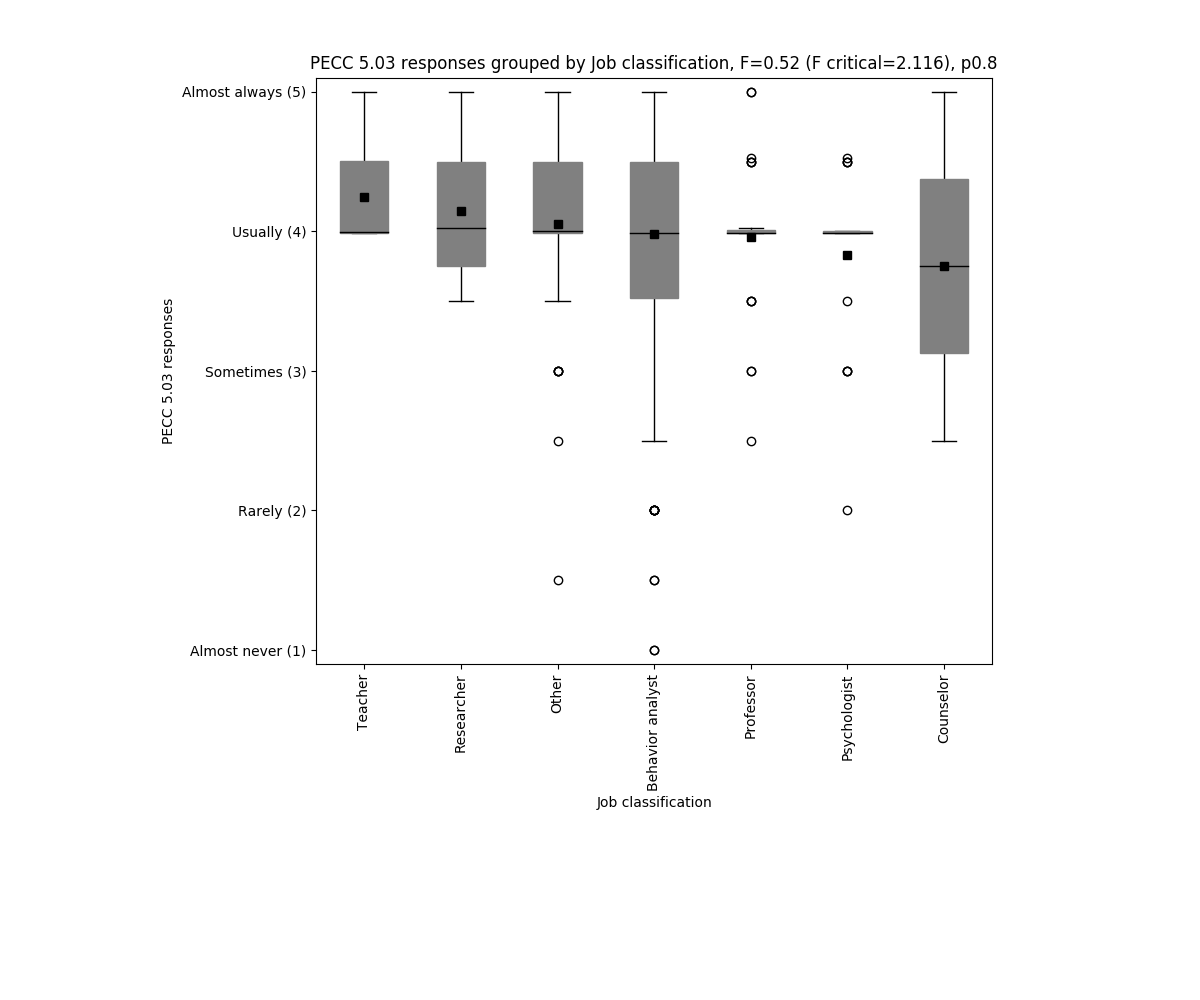 PECC 5.03 responses grouped by Job classification, F=0.52 (F critical=2.116), p0.8
Almost always (5)
Usually (4)
Sometimes (3)
Rarely (2)
Almost never (1)
PECC 5.03 responses
Teacher
Researcher
Other
Behavior analyst
Professor
Psychologist
Counselor
Job classification